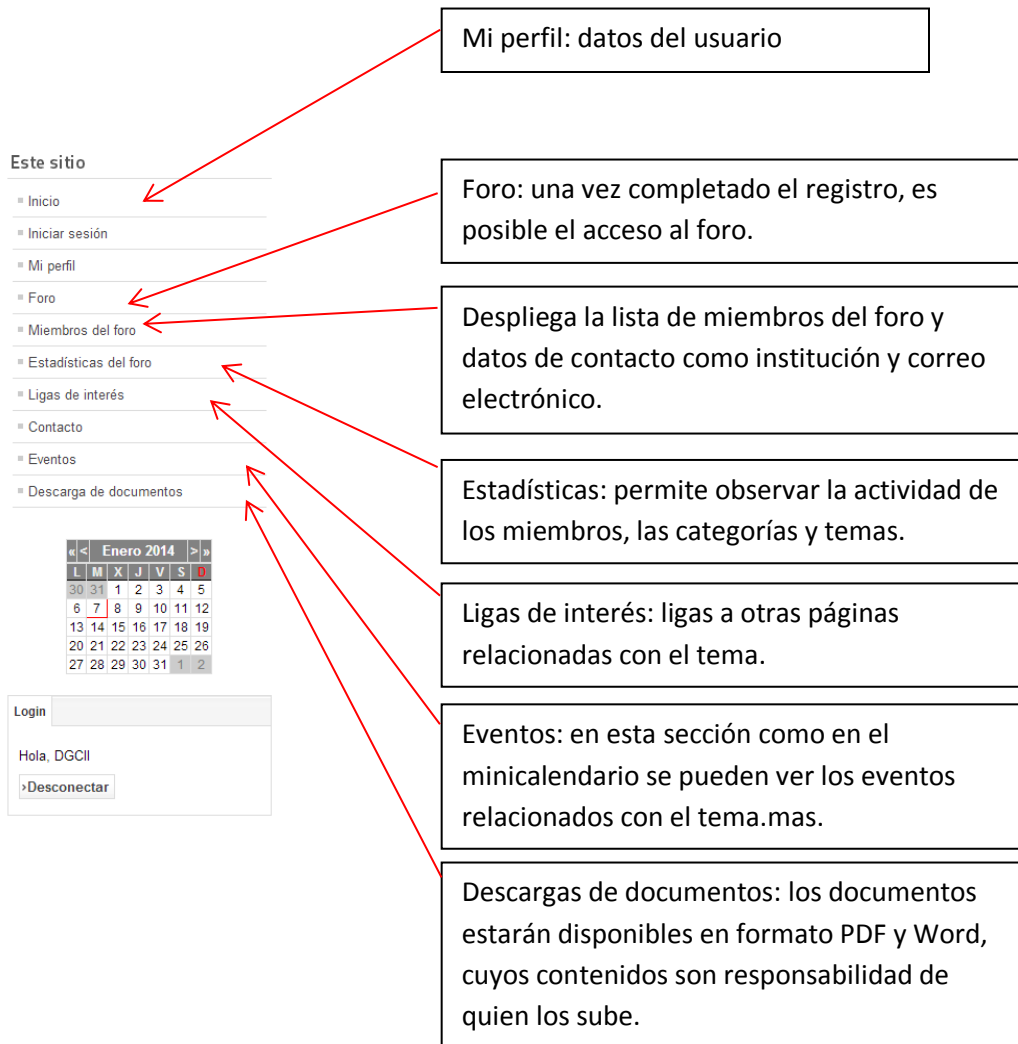 Mi perfil: datos del usuario
Este sitio
Inicio
Iniciar sesión
Mi perfil
Foro
Miembros del foro
Estadísticas del foro
Ligas de interés
Contacto
Eventos
Descarga de documentos
« < Enero 2014 > »
L M X J V S D
30 31 1 2 3 4 5
6 7 8 9 10 11 12
13 14 15 16 17 18 19
20 21 22 23 24 25 26
27 28 29 30 31 1 2
Login
Hola, DGCII
›Desconectar
Foro: una vez completado el registro, es
posible el acceso al foro.
Despliega la lista de miembros del foro y
datos de contacto como institución y correo
electrónico.
Estadísticas: permite observar la actividad de
los miembros, las categorías y temas.
Ligas de interés: ligas a otras páginas
relacionadas con el tema.
Eventos: en esta sección como en el
minicalendario se pueden ver los eventos
relacionados con el tema.mas.
Descargas de documentos: los documentos
estarán disponibles en formato PDF y Word,
cuyos contenidos son responsabilidad de
quien los sube.